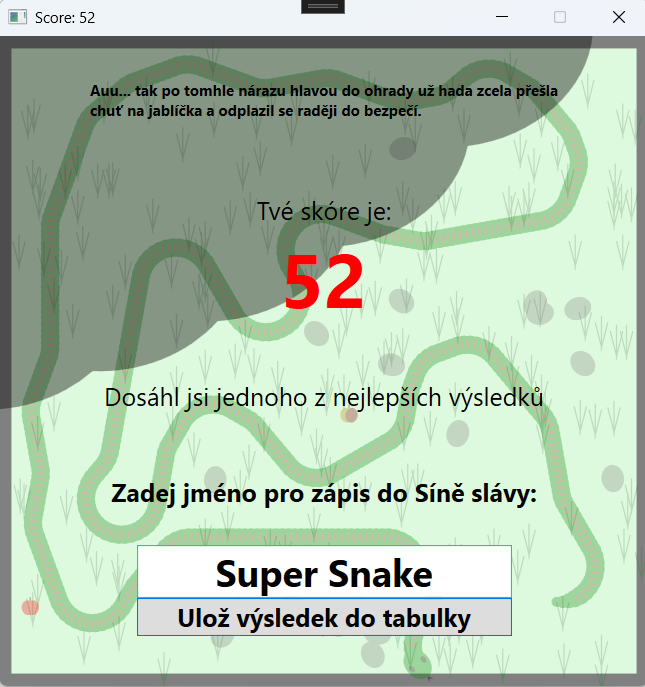 Score: 52
Auu... tak po tomhle nárazu hlavou do ohrady už hada zcela přešla
chuť na jablíčka a odplazil se raději do bezpečí.
Tvé skóre je:
52
Dosáhl jsi jednoho z nejlepších výsledků
Zadej jméno pro zápis do Síně slávy:
Super Snake
Ulož výsledek do tabulky